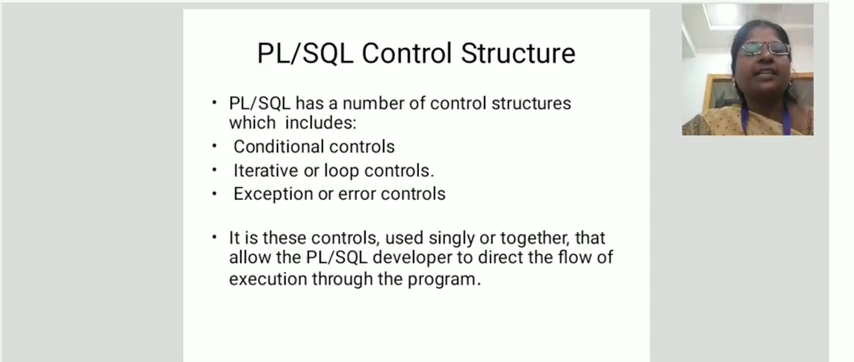 PL/SQL Control Structure
• PL/SQL has a number of control structures
which includes:
• Conditional controls
• Iterative or loop controls.
• Exception or error controls
• It is these controls, used singly or together, that
allow the PL/SQL developer to direct the flow of
execution through the program.